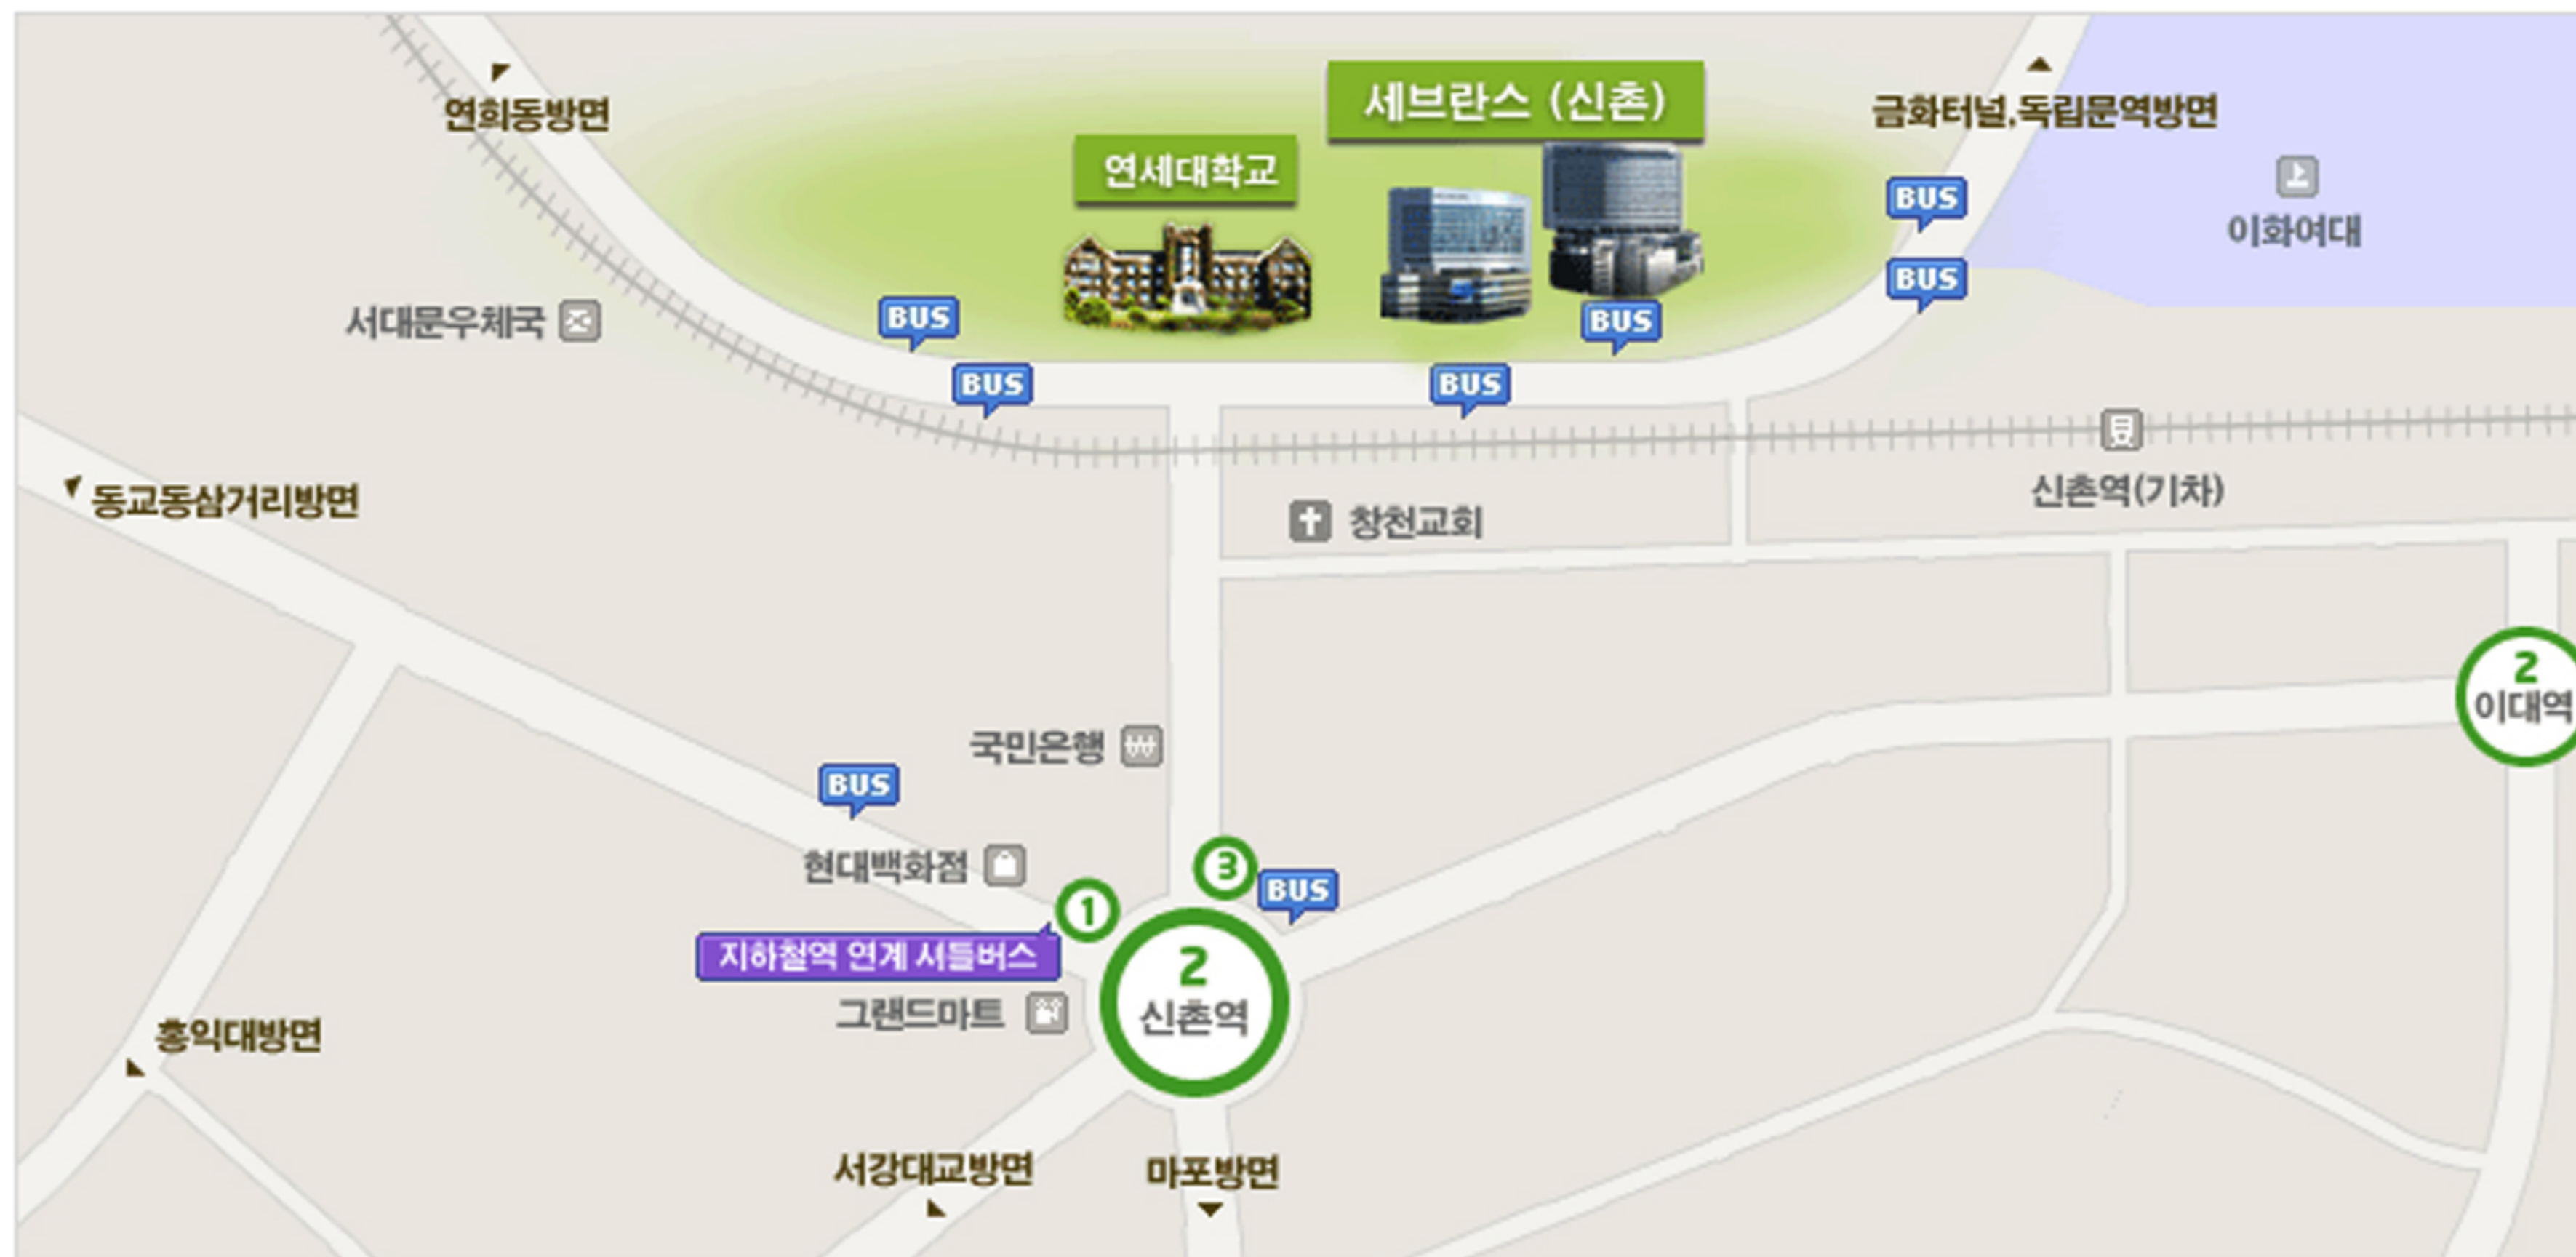 세브란스 (신촌)
연희동방면
금화터널,독립문역방면
연세대학교
BUS
이화여대
BUS
서대문우체국
BUS
BUS
BUS
BUS
신촌역(기차)
동교동삼거리방면
창천교회
2
이대역
국민은행
BUS
현대백화점
3
BUS
1
지하철역 연계 셔틀버스
2
신촌역
그랜드마트
홍익대방면
서강대교방면
마포방면